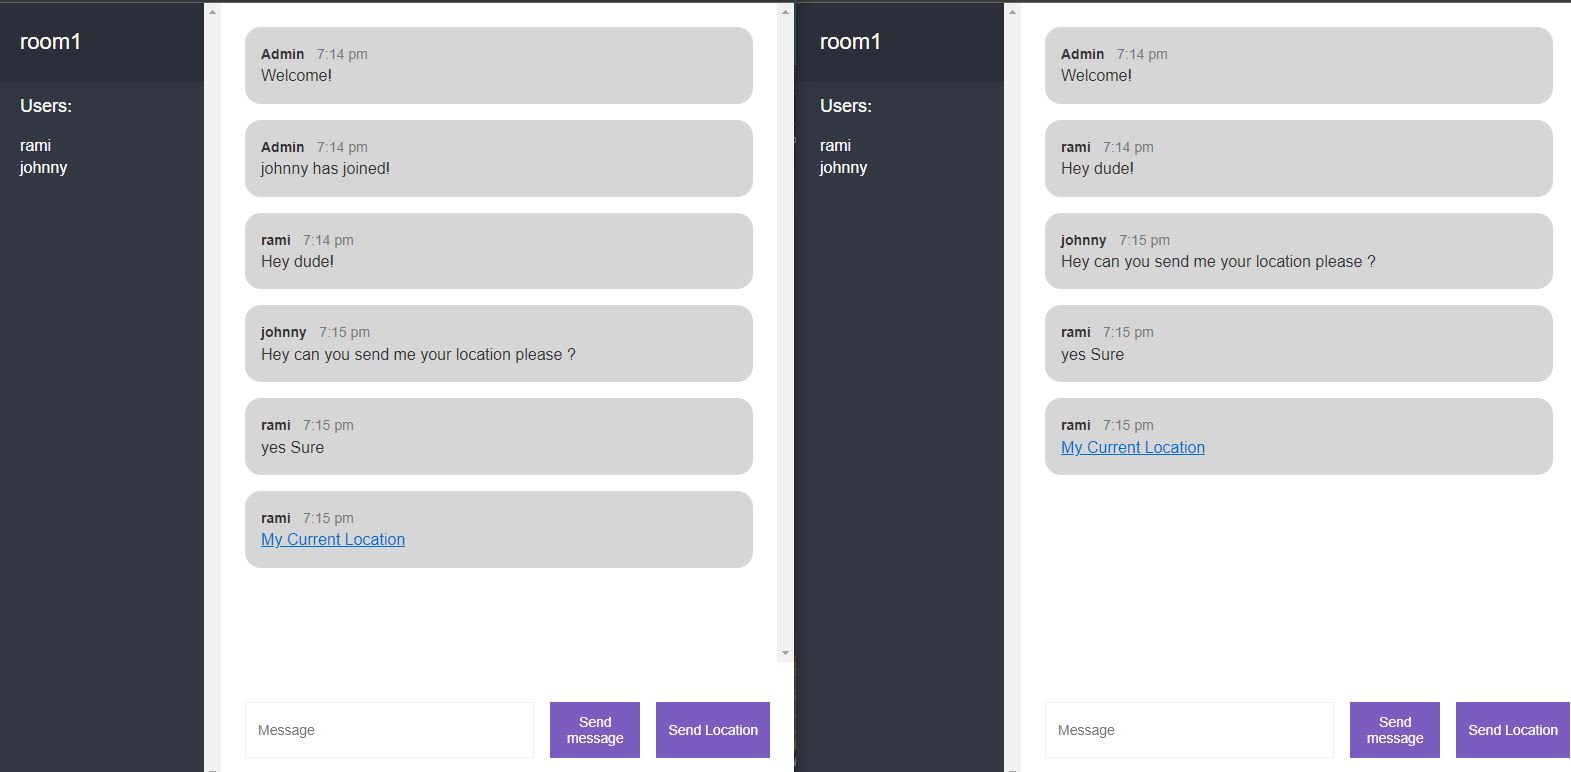 room1
Users:
rami
johnny
Admin 7:14 pm
Welcome!
Admin 7:14 pm
johnny has joined!
rami 7:14 pm
Hey dude!
johnny 7:15 pm
Hey can you send me your location please ?
rami 7:15 pm
yes Sure
rami 7:15 pm
My Current Location
Message
Send
message
Send Location
room1
Users:
rami
johnny
Admin 7:14 pm
Welcome!
rami 7:14 pm
Hey dude!
johnny 7:15 pm
Hey can you send me your location please ?
rami 7:15 pm
yes Sure
rami 7:15 pm
My Current Location
Message
Send
message
Send Location